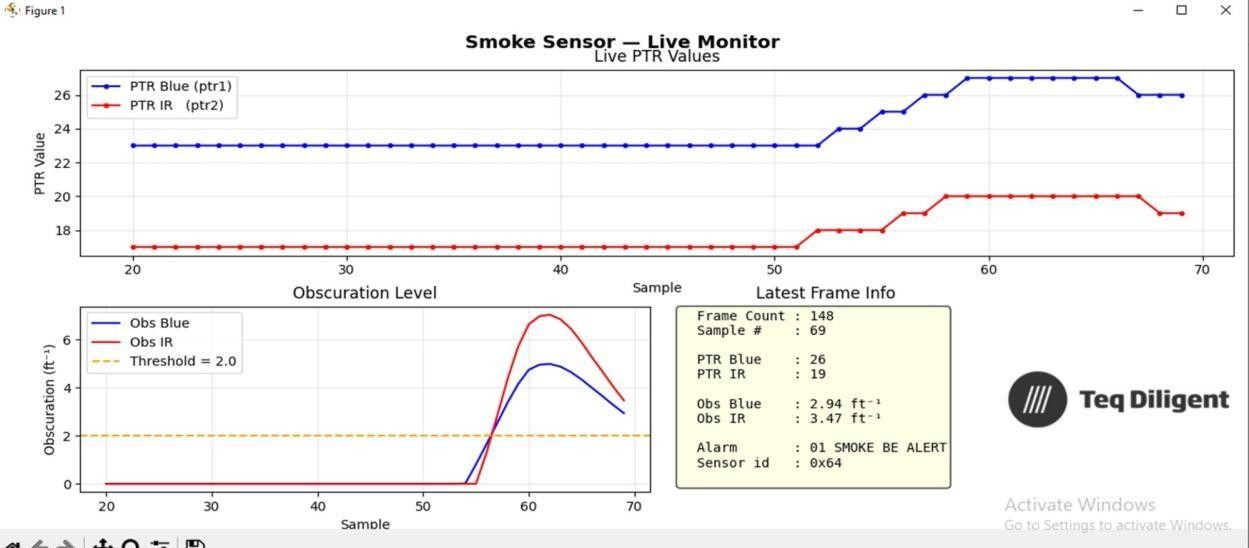 Figure 1
Smoke Sensor — Live Monitor
Live PTR Values
PTR Blue (ptr1)
PTR IR (ptr2)
PTR Value
26
24
22
20
18
20 30 40 50 60 70
Sample
Obscuration Level
Obs Blue
Obs IR
Threshold = 2.0
Obscuration (ft⁻¹)
6
4
2
0
20 30 40 50 60 70
Sample
Latest Frame Info
Frame Count : 148
Sample # : 69
PTR Blue : 26
PTR IR : 19
Obs Blue : 2.94 ft⁻¹
Obs IR : 3.47 ft⁻¹
Alarm : 01 SMOKE BE ALERT
Sensor id : 0x64
Teq Diligent
Activate Windows
Go to Settings to activate Windows.